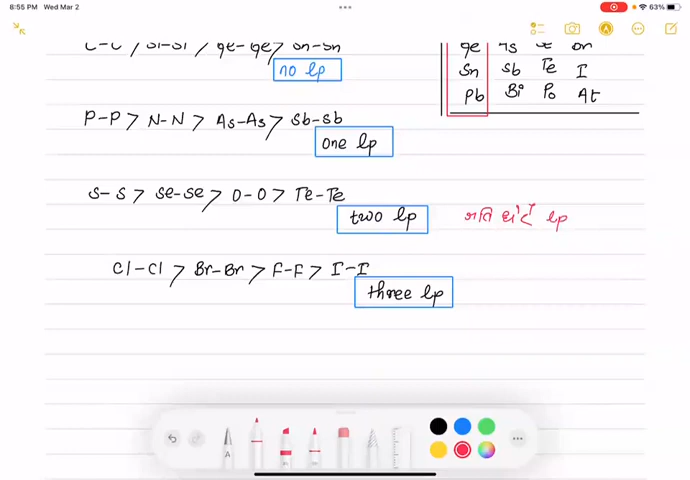 8:55 PM Wed Mar 2
63%
C-C > Si-Si > Ge-Ge > Sn-Sn
no lp
Ge As Se Br
Sn Sb Te I
Pb Bi Po At
P-P > N-N > As-As > Sb-Sb
one lp
S-S > Se-Se > O-O > Te-Te
two lp
lp
Cl-Cl > Br-Br > F-F > I-I
three lp
A